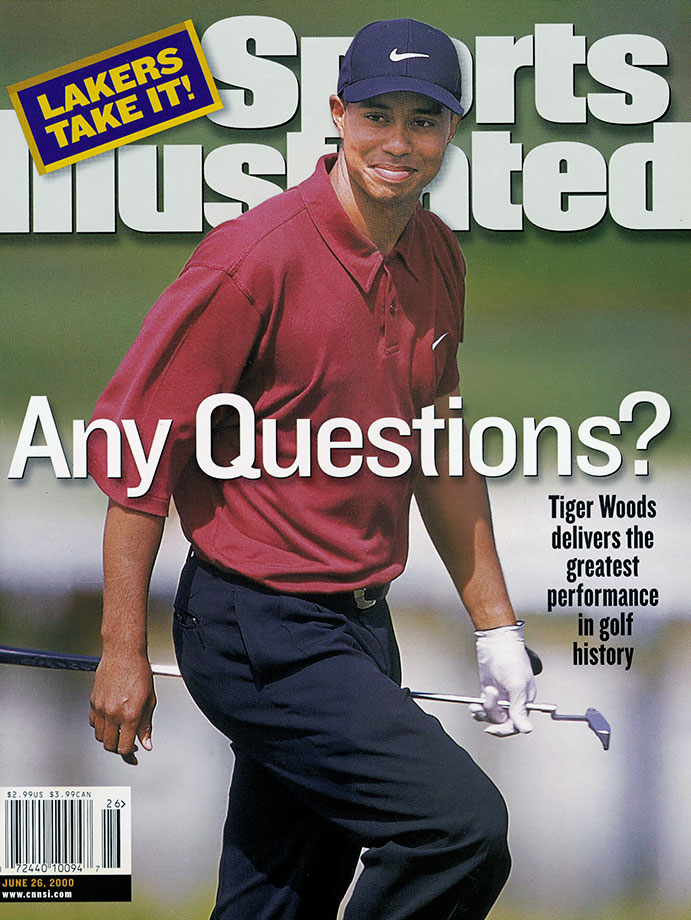 LAKERS
TAKE IT!
Sports
Illustrated
Any Questions?
Tiger Woods
delivers the
greatest
performance
in golf
history
$2.99US $3.99CAN
26>
0 72440 10094 7
JUNE 26, 2000
www.cnnsi.com